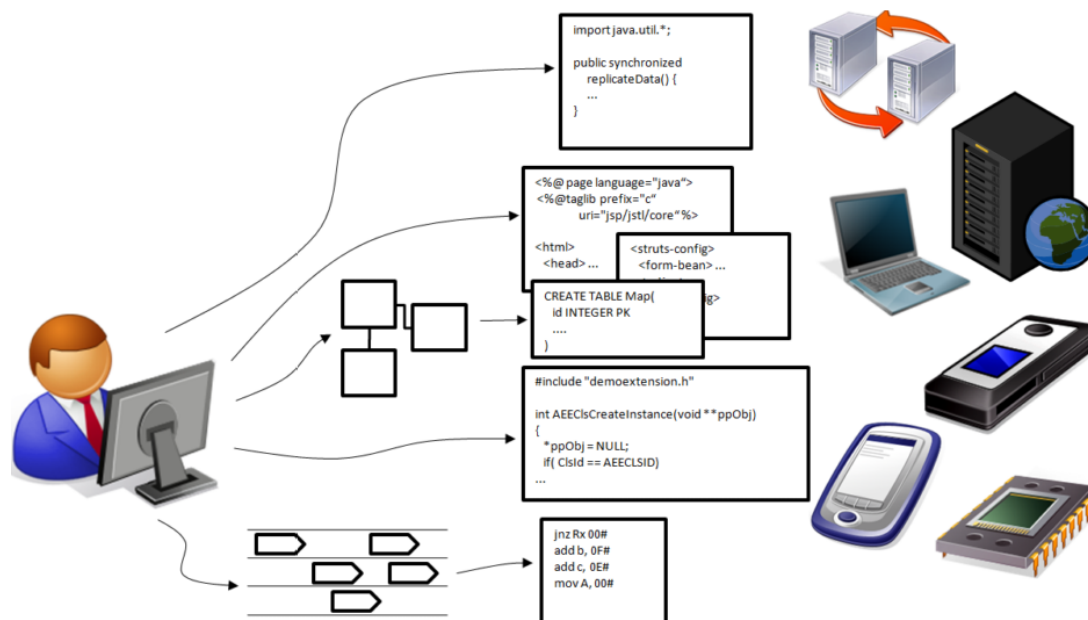 import java.util.*;
public synchronized
replicateData() {
...
}
<%@ page language="java“>
<%@taglib prefix="c“
uri="jsp/jstl/core“%>
<html>
<head> ...
<struts-config>
<form-bean> ...
ig>
CREATE TABLE Map(
id INTEGER PK
....
)
#include "demoextension.h"
int AEEClsCreateInstance(void **ppObj)
{
*ppObj = NULL;
if( ClsId == AEECLSID)
...
jnz Rx 00#
add b, 0F#
add c, 0E#
mov A, 00#